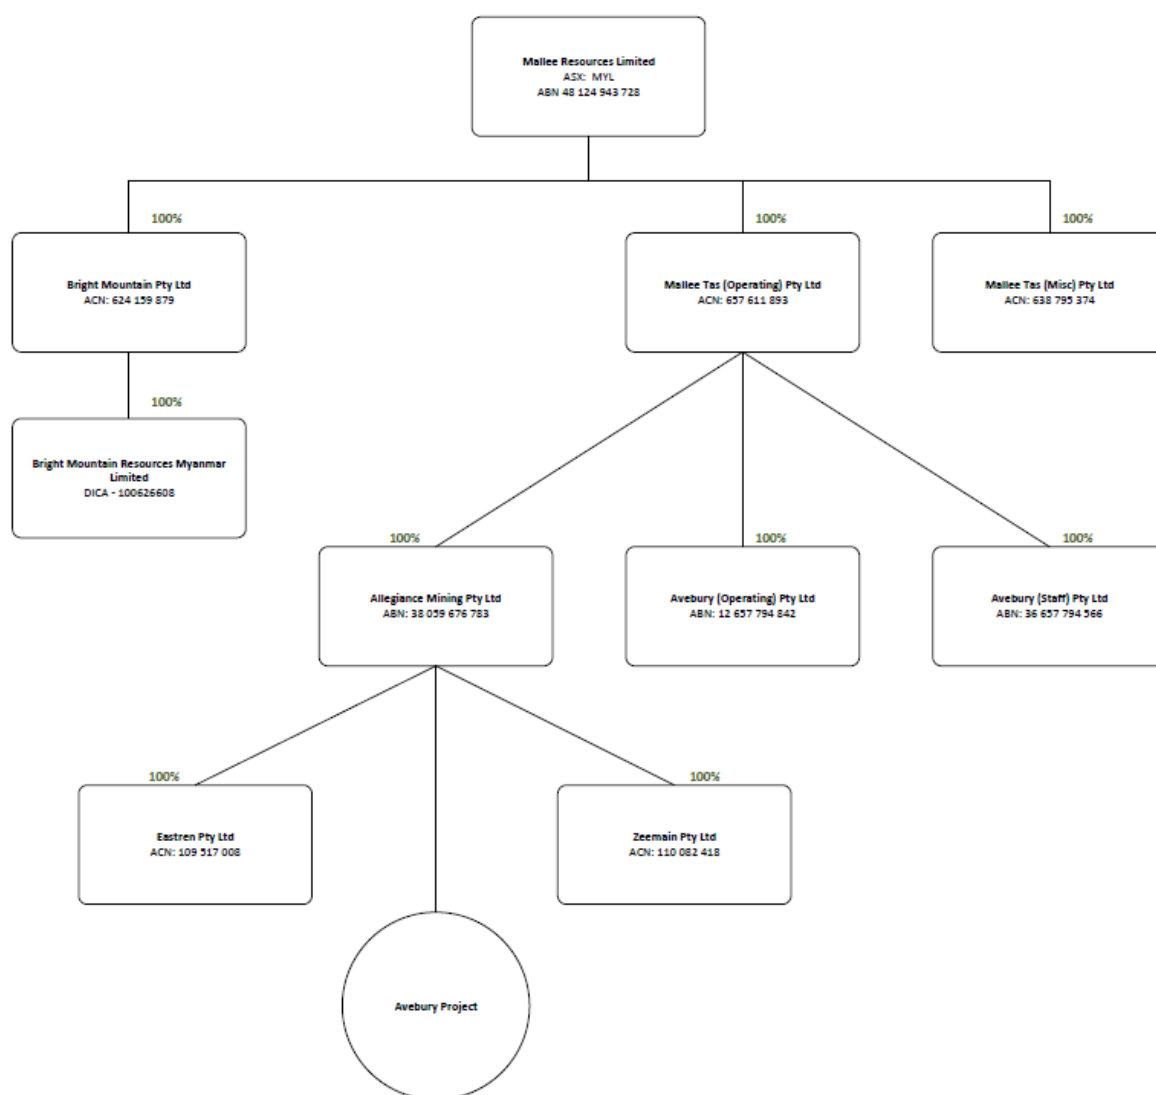 Mallee Resources Limited
ASX: MYL
ABN 48 124 943 728
100%
100%
100%
Bright Mountain Pty Ltd
ACN: 624 159 879
Mallee Tas (Operating) Pty Ltd
ACN: 657 611 893
Mallee Tas (Misc) Pty Ltd
ACN: 638 795 374
100%
Bright Mountain Resources Myanmar
Limited
DICA - 100626608
100%
100%
100%
Allegiance Mining Pty Ltd
ABN: 38 059 676 783
Avebury (Operating) Pty Ltd
ABN: 12 657 794 842
Avebury (Staff) Pty Ltd
ABN: 36 657 794 566
100%
100%
Eastren Pty Ltd
ACN: 109 517 008
Zeemain Pty Ltd
ACN: 110 082 418
Avebury Project